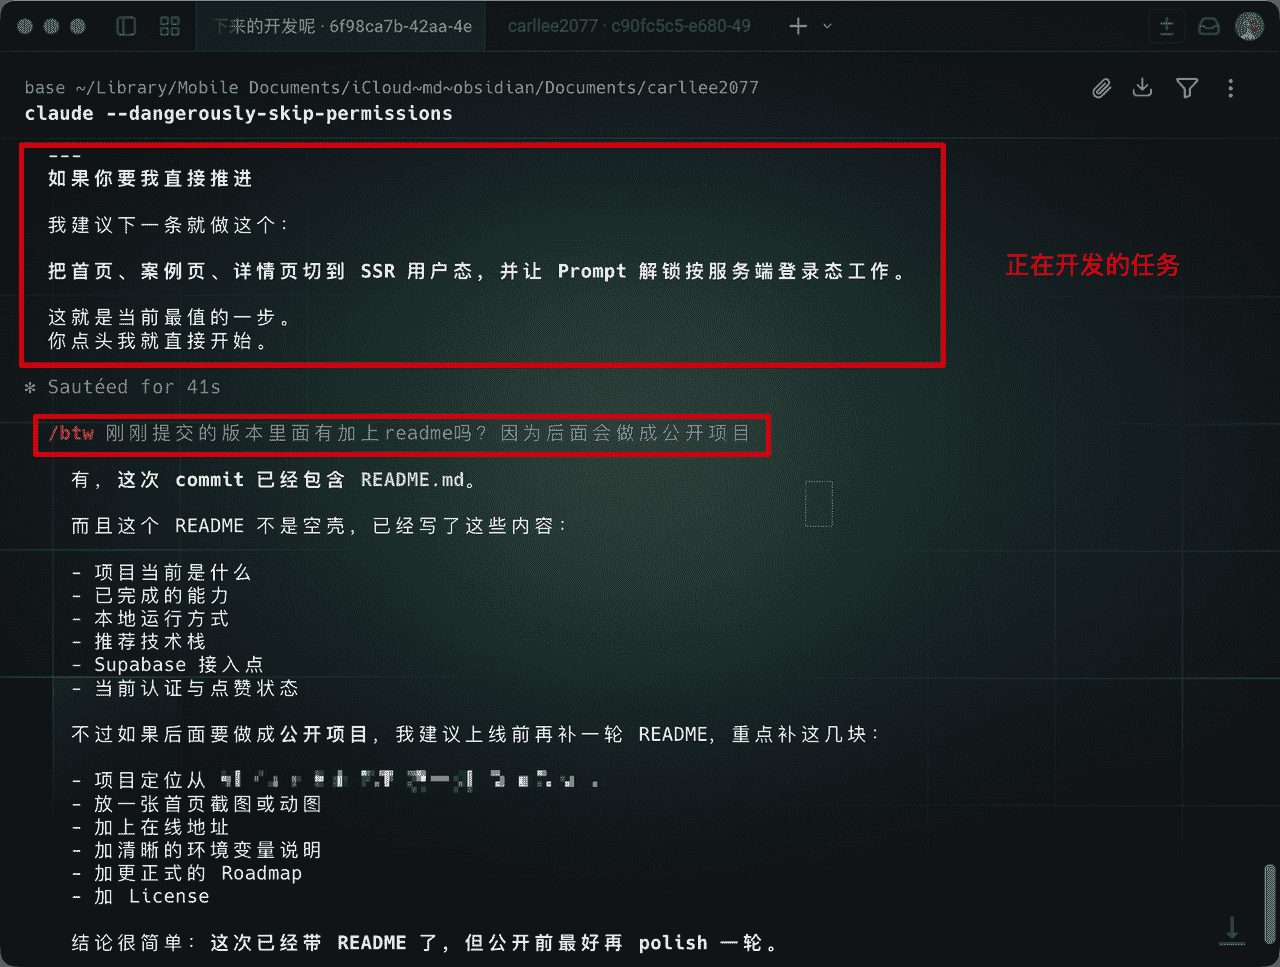 下来的开发呢 · 6f98ca7b-42aa-4e
carllee2077 · c90fc5c5-e680-49
base ~/Library/Mobile Documents/iCloud~md~obsidian/Documents/carllee2077
claude --dangerously-skip-permissions
---
如果你要我直接推进
我建议下一条就做这个：
把首页、案例页、详情页切到 SSR 用户态，并让 Prompt 解锁按服务端登录态工作。
正在开发的任务
这就是当前最值的一步。
你点头我就直接开始。
✻ Sautéed for 41s
/btw 刚刚提交的版本里面有加上readme吗？因为后面会做成公开项目
有，这次 commit 已经包含 README.md。
而且这个 README 不是空壳，已经写了这些内容：
- 项目当前是什么
- 已完成的能力
- 本地运行方式
- 推荐技术栈
- Supabase 接入点
- 当前认证与点赞状态
不过如果后面要做成公开项目，我建议上线前再补一轮 README，重点补这几块：
- 项目定位从
- 放一张首页截图或动图
- 加上在线地址
- 加清晰的环境变量说明
- 加更正式的 Roadmap
- 加 License
结论很简单：这次已经带 README 了，但公开前最好再 polish 一轮。